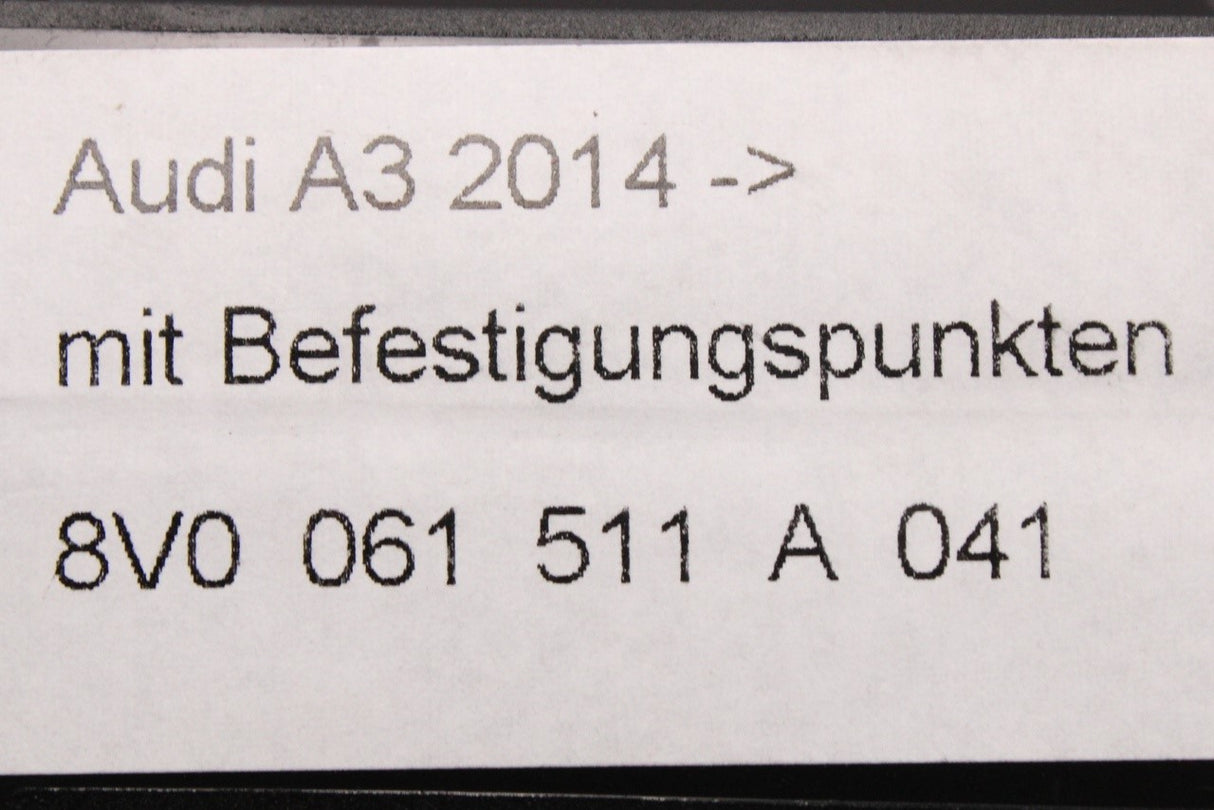 Audi A3 2014 ->
mit Befestigungspunkten
8V0 061 511 A 041